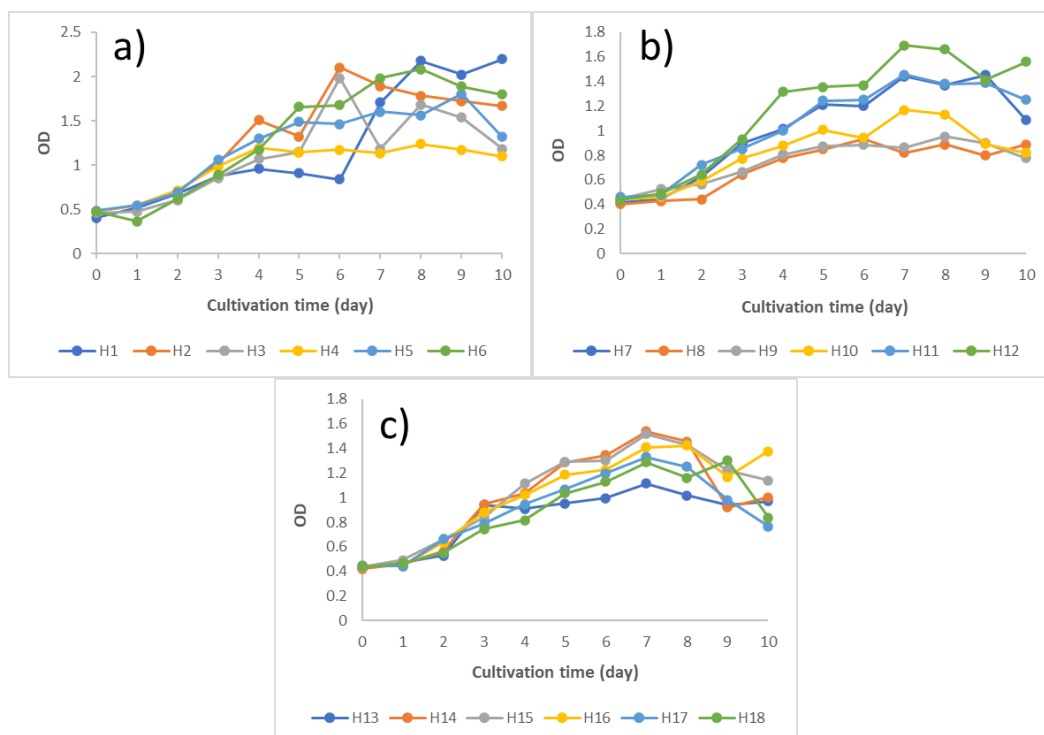 a)
2.5
2
1.5
1
0.5
0
OD
0 1 2 3 4 5 6 7 8 9 10
Cultivation time (day)
H1 H2 H3 H4 H5 H6
b)
1.8
1.6
1.4
1.2
1
0.8
0.6
0.4
0.2
0
OD
0 1 2 3 4 5 6 7 8 9 10
Cultivation time (day)
H7 H8 H9 H10 H11 H12
c)
1.8
1.6
1.4
1.2
1
0.8
0.6
0.4
0.2
0
OD
0 1 2 3 4 5 6 7 8 9 10
Cultivation time (day)
H13 H14 H15 H16 H17 H18